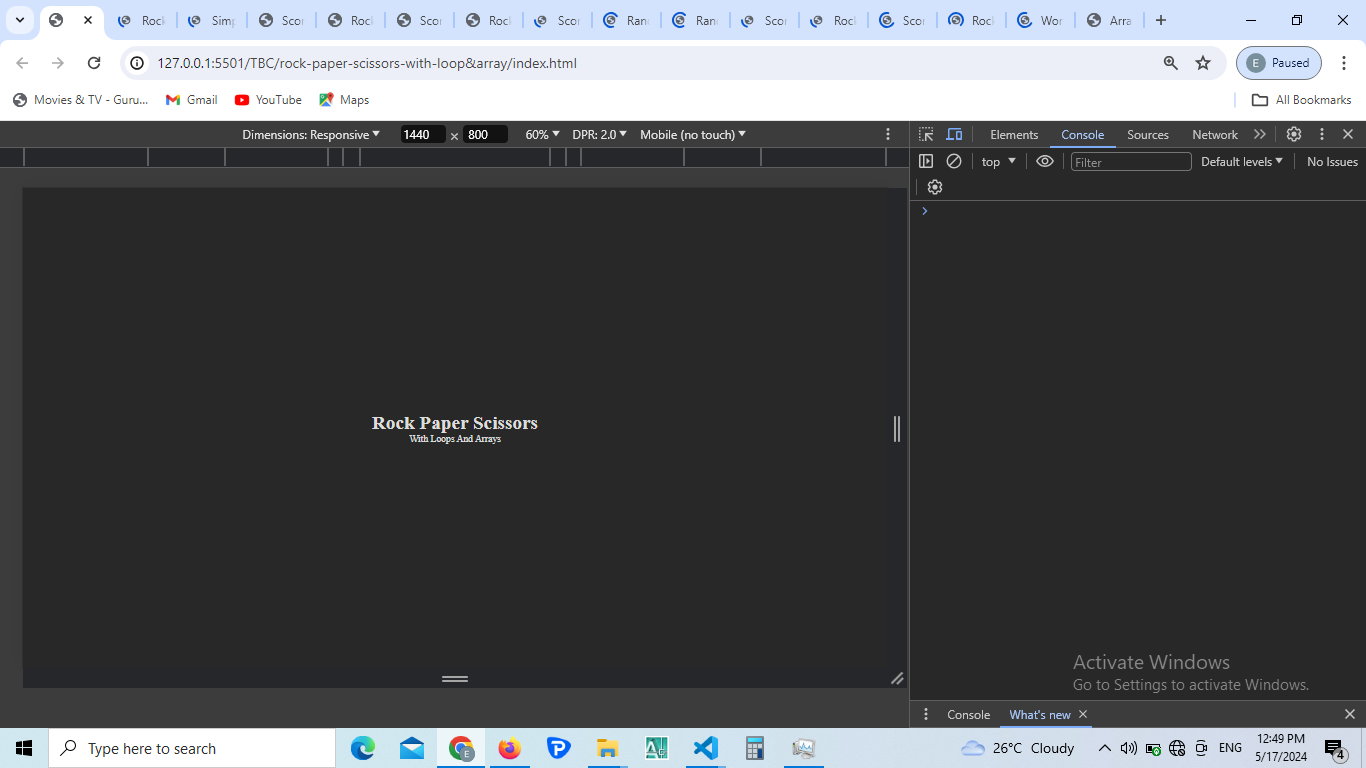 Rock
Simp
Scor
Rock
Scor
Rock
Scor
Ranc
Ranc
Scor
Rock
Scor
Rock
Wor
Arra
127.0.0.1:5501/TBC/rock-paper-scissors-with-loop&array/index.html
E Paused
Movies & TV - Guru...
Gmail
YouTube
Maps
All Bookmarks
Dimensions: Responsive
1440 × 800
60%
DPR: 2.0
Mobile (no touch)
Elements
Console
Sources
Network
top
Filter
Default levels
No Issues
Rock Paper Scissors
With Loops And Arrays
Activate Windows
Go to Settings to activate Windows.
Console
What's new
Type here to search
26°C Cloudy
ENG
12:49 PM
5/17/2024
4